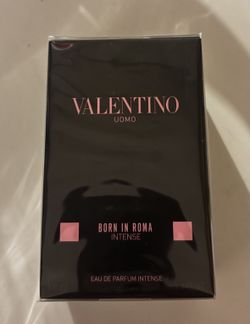 VALENTINO
UOMO
BORN IN ROMA
INTENSE
EAU DE PARFUM INTENSE